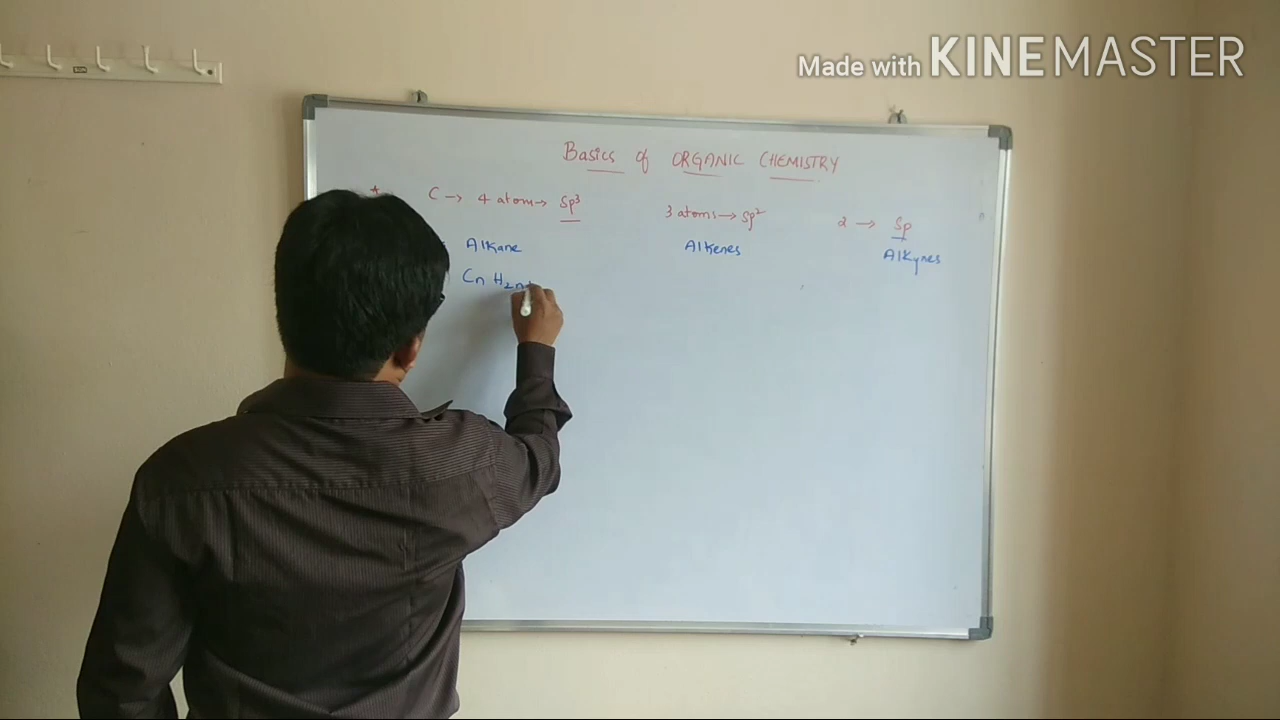 Made with KINEMASTER
Basics of ORGANIC CHEMISTRY
* C → 4 atom → Sp³ 3 atoms → Sp² 2 → Sp
Alkane Alkenes Alkynes
Cn H2n+